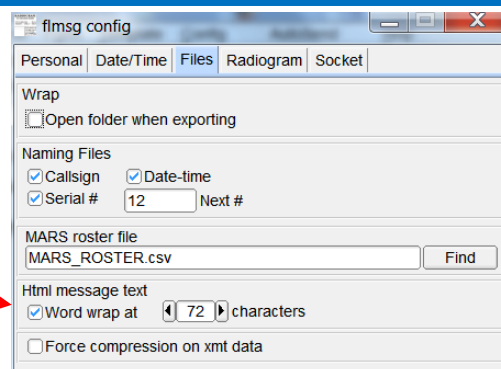 flmsg config
Personal Date/Time Files Radiogram Socket
Wrap
Open folder when exporting
Naming Files
Callsign Date-time
Serial # 12 Next #
MARS roster file
MARS_ROSTER.csv Find
Html message text
Word wrap at 72 characters
Force compression on xmt data